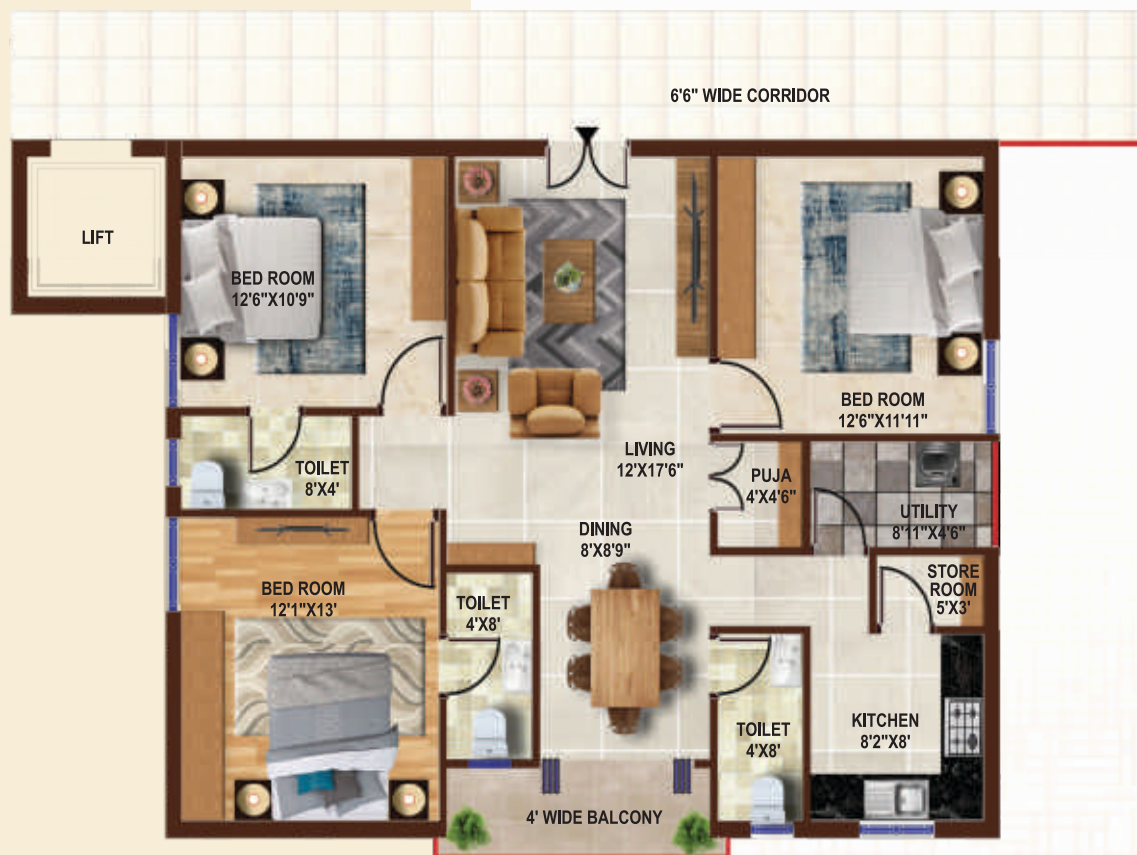 6'6" WIDE CORRIDOR
LIFT
BED ROOM
12'6"X10'9"
BED ROOM
12'6"X11'11"
LIVING
12'X17'6"
TOILET
8'X4'
PUJA
4'X4'6"
UTILITY
8'11"X4'6"
DINING
8'X8'9"
BED ROOM
12'1"X13'
TOILET
4'X8'
STORE
ROOM
5'X3'
TOILET
4'X8'
KITCHEN
8'2"X8'
4' WIDE BALCONY